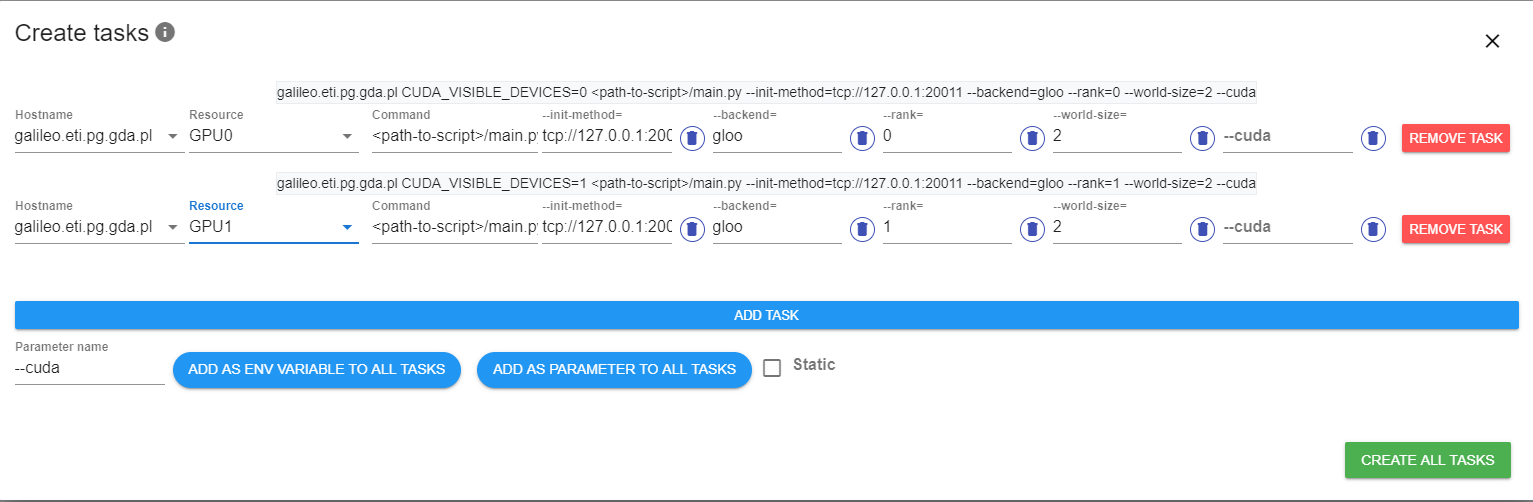 Create tasks
galileo.eti.pg.gda.pl CUDA_VISIBLE_DEVICES=0 <path-to-script>/main.py --init-method=tcp://127.0.0.1:20011 --backend=gloo --rank=0 --world-size=2 --cuda
Hostname Resource Command --init-method= --backend= --rank= --world-size=
galileo.eti.pg.gda.pl GPU0 <path-to-script>/main.py tcp://127.0.0.1:200 gloo 0 2 --cuda REMOVE TASK
galileo.eti.pg.gda.pl CUDA_VISIBLE_DEVICES=1 <path-to-script>/main.py --init-method=tcp://127.0.0.1:20011 --backend=gloo --rank=1 --world-size=2 --cuda
Hostname Resource Command --init-method= --backend= --rank= --world-size=
galileo.eti.pg.gda.pl GPU1 <path-to-script>/main.py tcp://127.0.0.1:200 gloo 1 2 --cuda REMOVE TASK
ADD TASK
Parameter name
--cuda ADD AS ENV VARIABLE TO ALL TASKS ADD AS PARAMETER TO ALL TASKS Static
CREATE ALL TASKS